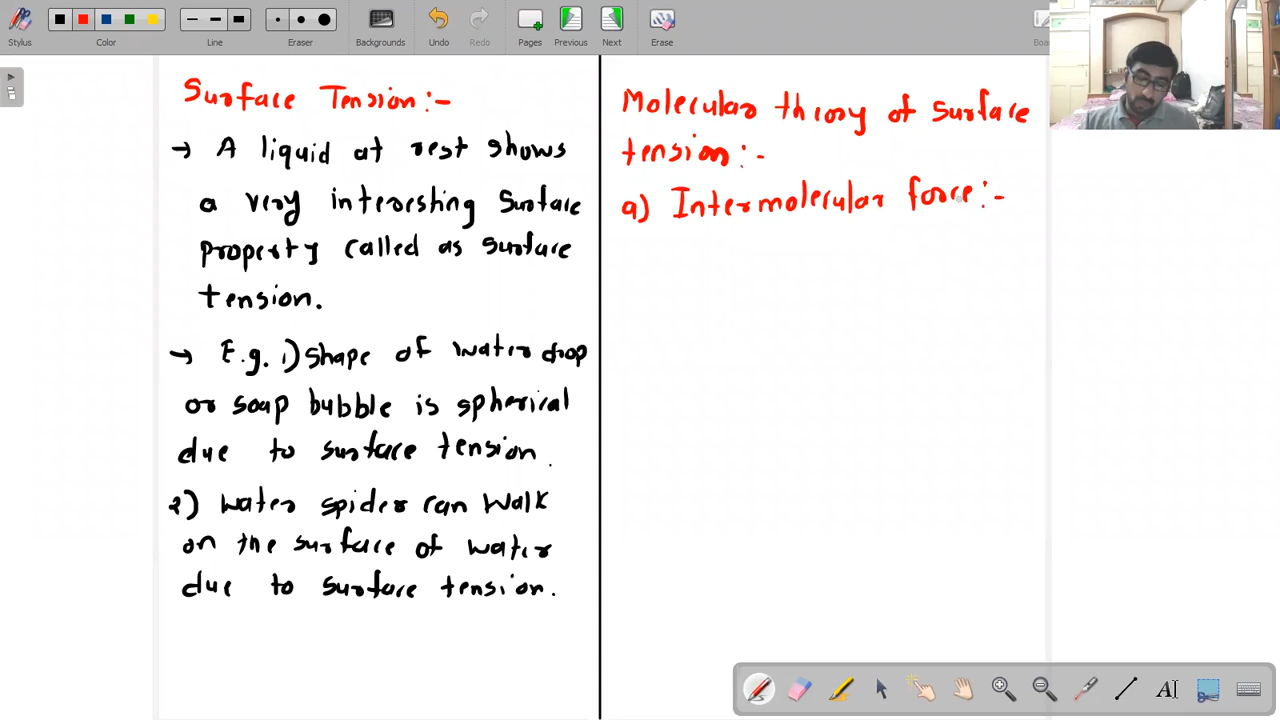 Stylus
Color
Line
Eraser
Backgrounds
Undo
Redo
Pages
Previous
Next
Erase
Surface Tension:-
→ A liquid at rest shows
a very interesting surface
property called as surface
tension.
→ E.g. 1) shape of water drop
or soap bubble is spherical
due to surface tension.
2) water spider can walk
on the surface of water
due to surface tension.
Molecular theory of surface
tension:-
a) Intermolecular force:-